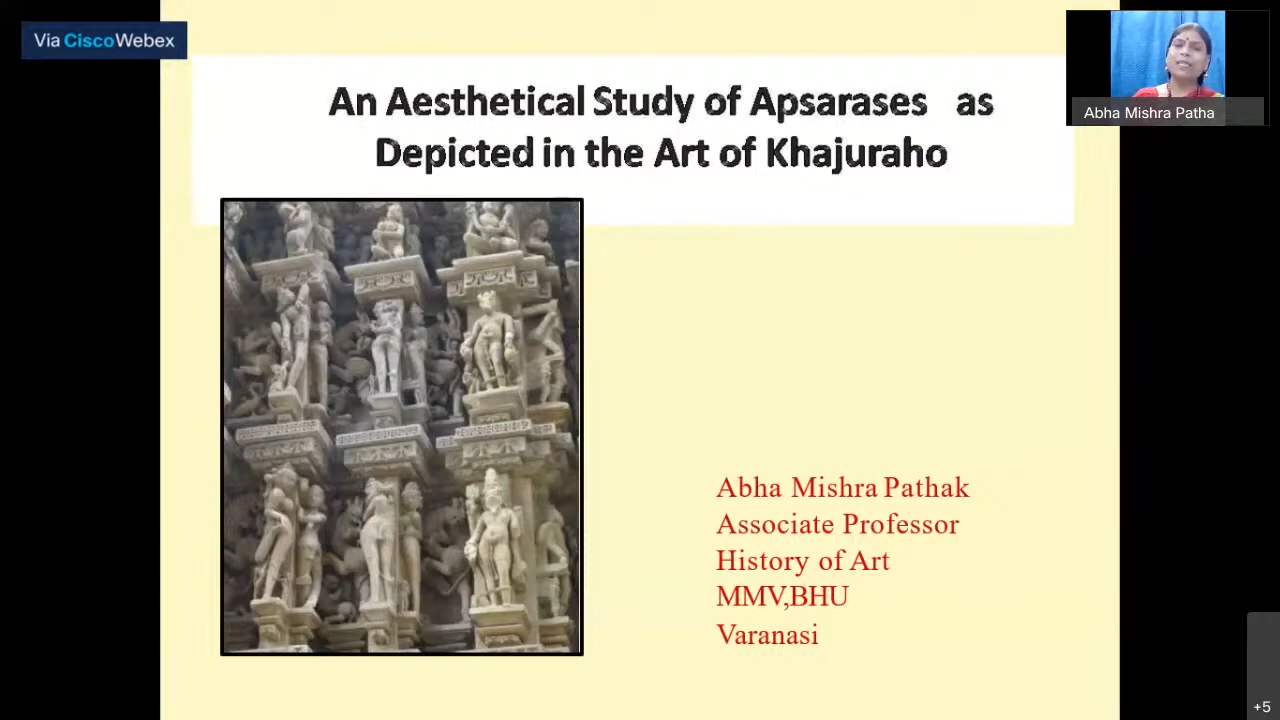 Via CiscoWebex
An Aesthetical Study of Apsarases as
Depicted in the Art of Khajuraho
Abha Mishra Patha
Abha Mishra Pathak
Associate Professor
History of Art
MMV,BHU
Varanasi
+5